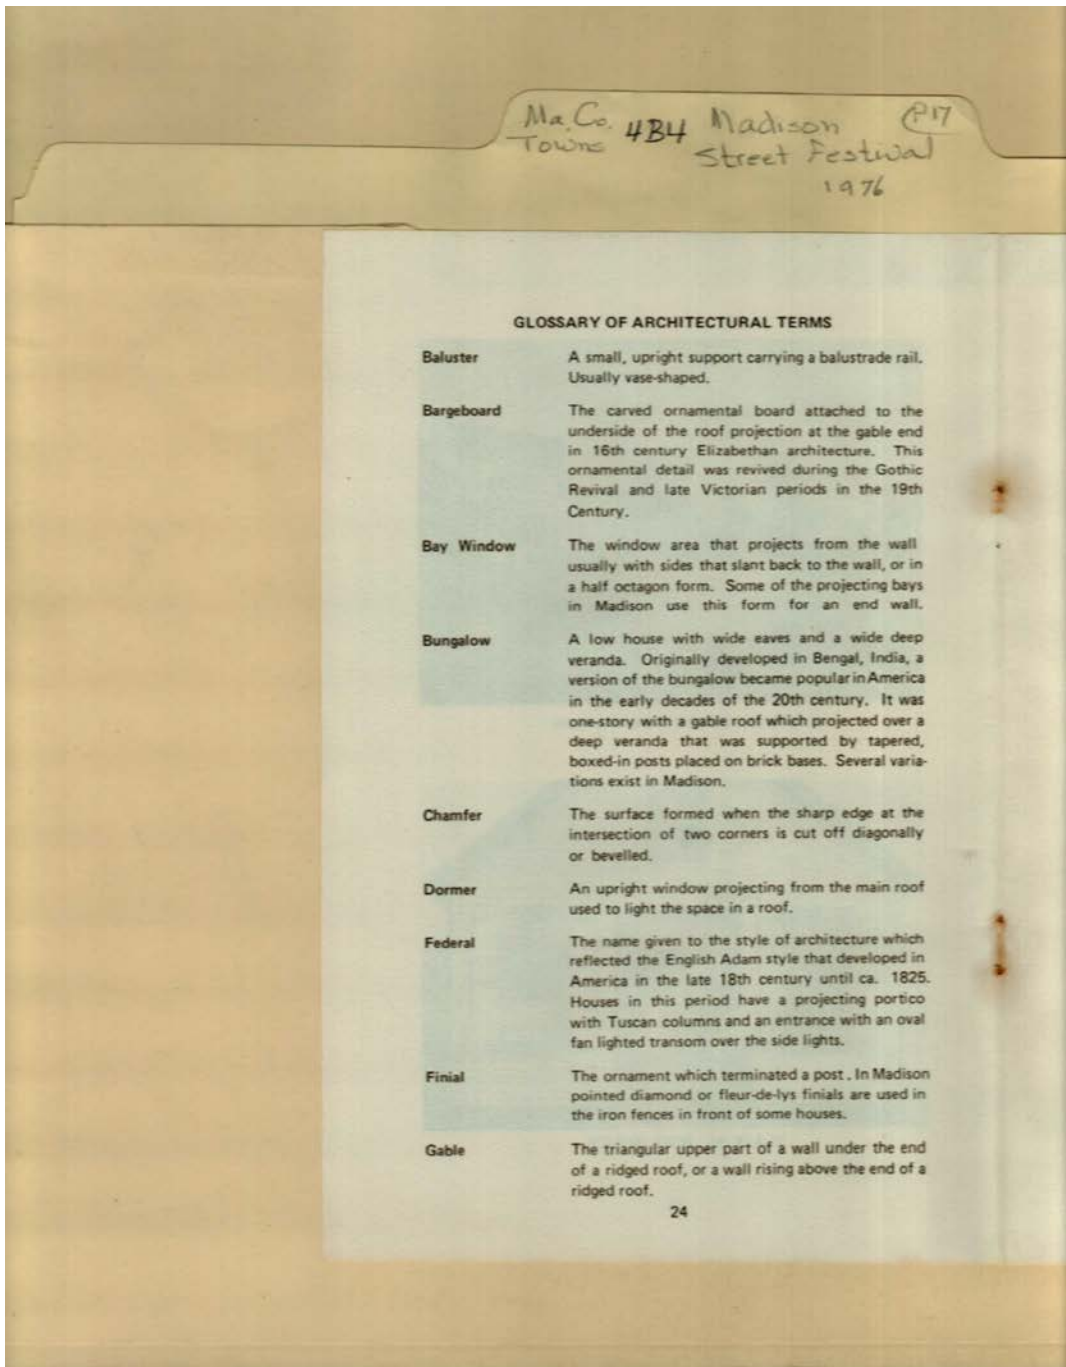 Ma. Co. 4B4 Madison P17
Towns Street Festival
1976
GLOSSARY OF ARCHITECTURAL TERMS
Baluster A small, upright support carrying a balustrade rail.
Usually vase-shaped.
Bargeboard The carved ornamental board attached to the
underside of the roof projection at the gable end
in 16th century Elizabethan architecture. This
ornamental detail was revived during the Gothic
Revival and late Victorian periods in the 19th
Century.
Bay Window The window area that projects from the wall
usually with sides that slant back to the wall, or in
a half octagon form. Some of the projecting bays
in Madison use this form for an end wall.
Bungalow A low house with wide eaves and a wide deep
veranda. Originally developed in Bengal, India, a
version of the bungalow became popular in America
in the early decades of the 20th century. It was
one-story with a gable roof which projected over a
deep veranda that was supported by tapered,
boxed-in posts placed on brick bases. Several varia-
tions exist in Madison.
Chamfer The surface formed when the sharp edge at the
intersection of two corners is cut off diagonally
or bevelled.
Dormer An upright window projecting from the main roof
used to light the space in a roof.
Federal The name given to the style of architecture which
reflected the English Adam style that developed in
America in the late 18th century until ca. 1825.
Houses in this period have a projecting portico
with Tuscan columns and an entrance with an oval
fan lighted transom over the side lights.
Finial The ornament which terminated a post. In Madison
pointed diamond or fleur-de-lys finials are used in
the iron fences in front of some houses.
Gable The triangular upper part of a wall under the end
of a ridged roof, or a wall rising above the end of a
ridged roof.
24